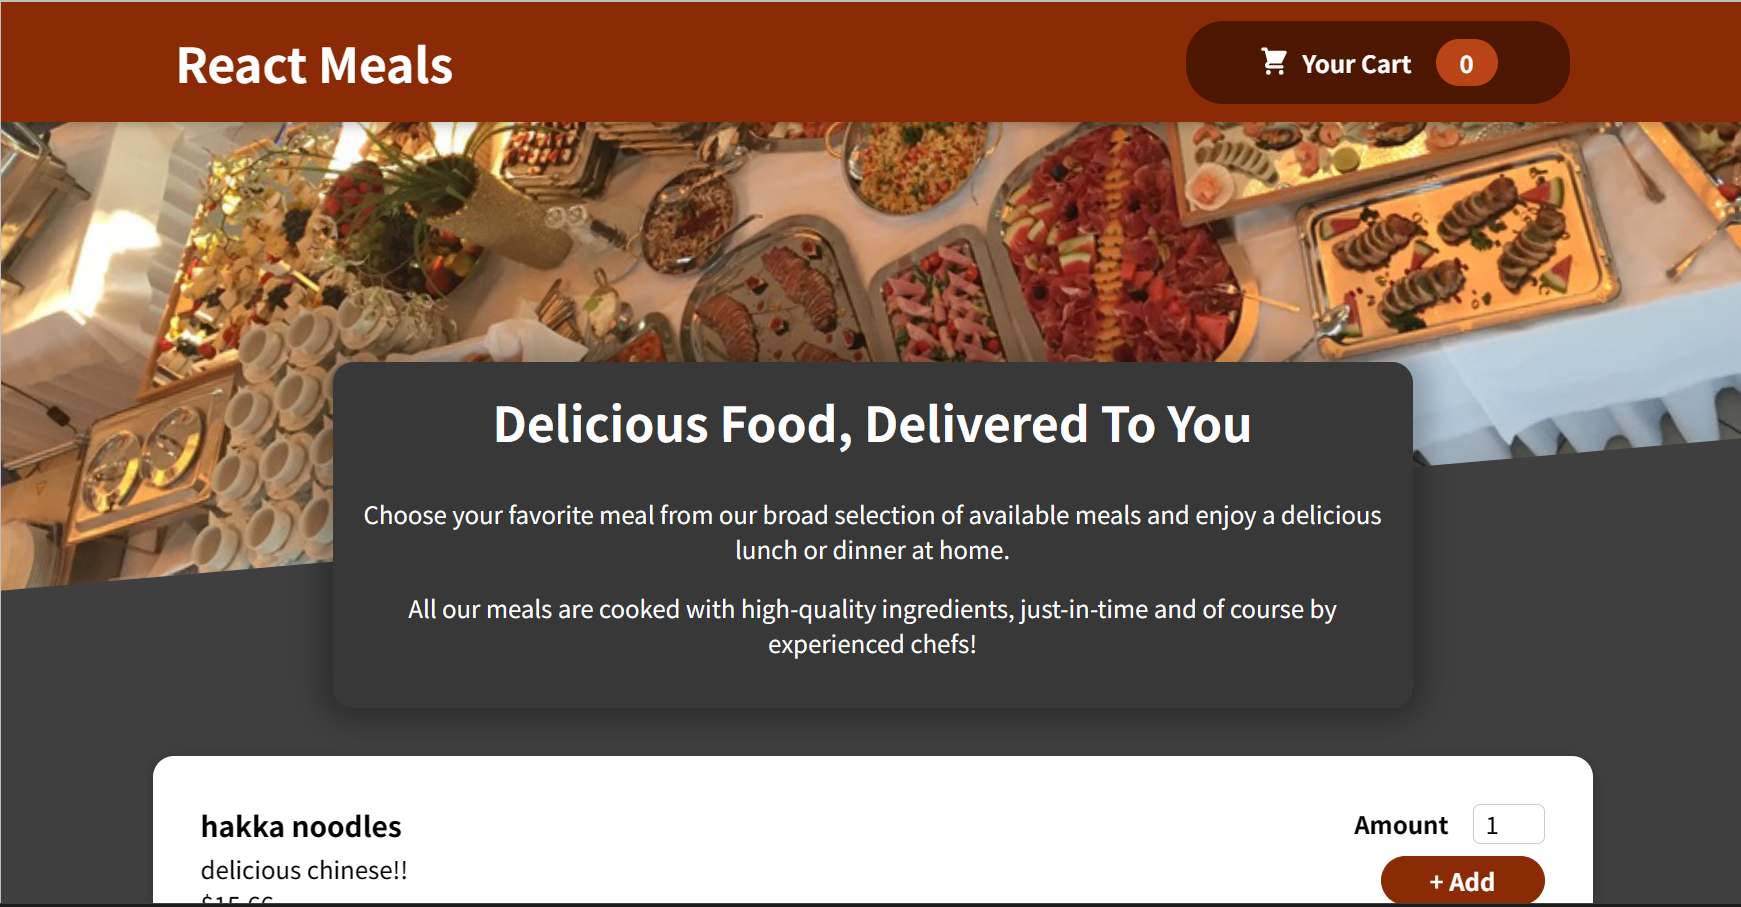 React Meals
Your Cart 0
Delicious Food, Delivered To You
Choose your favorite meal from our broad selection of available meals and enjoy a delicious
lunch or dinner at home.
All our meals are cooked with high-quality ingredients, just-in-time and of course by
experienced chefs!
hakka noodles
Amount 1
delicious chinese!!
+ Add